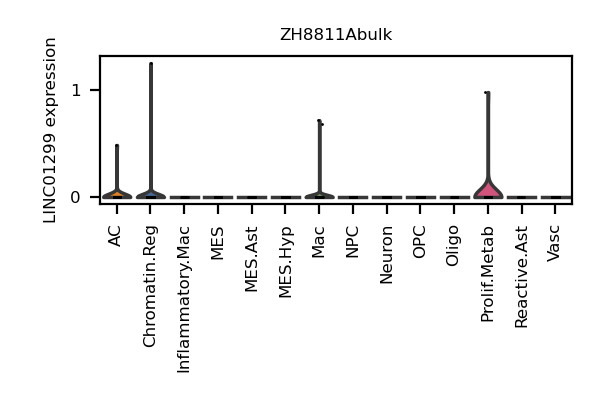 ZH8811Abulk
LINC01299 expression
1
0
AC
Chromatin.Reg
Inflammatory.Mac
MES
MES.Ast
MES.Hyp
Mac
NPC
Neuron
OPC
Oligo
Prolif.Metab
Reactive.Ast
Vasc